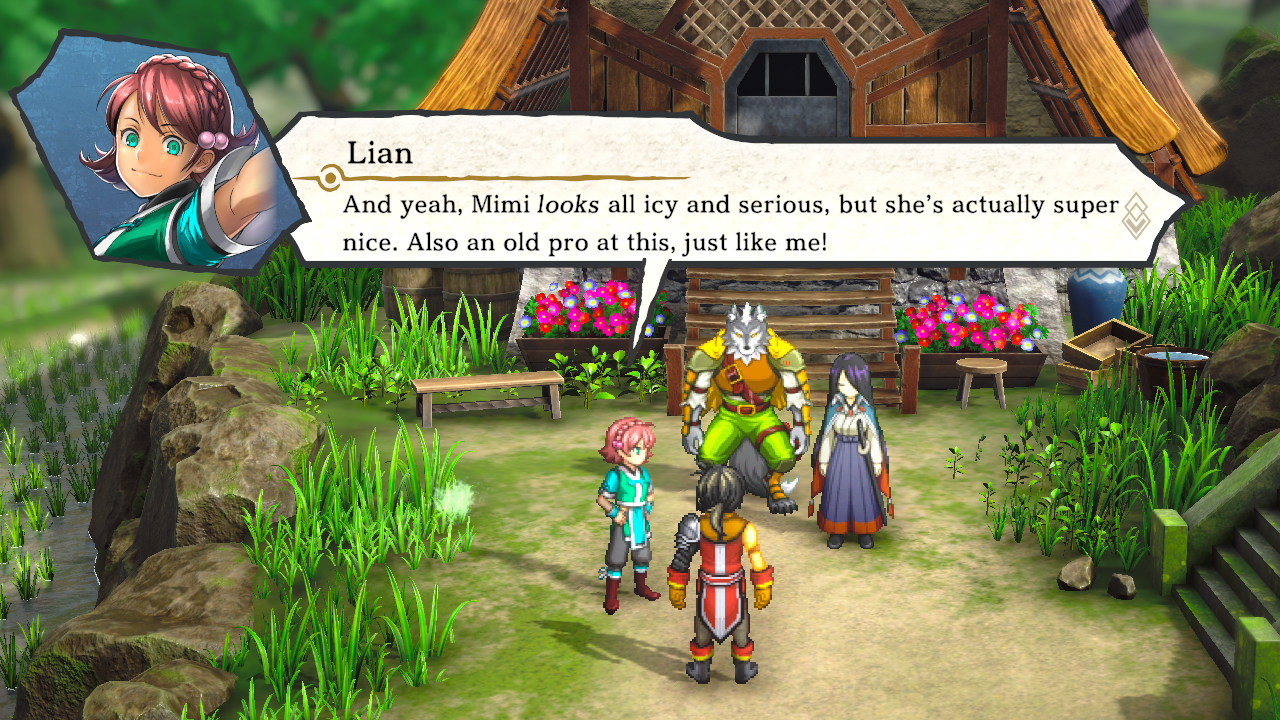 Lian
And yeah, Mimi looks all icy and serious, but she's actually super
nice. Also an old pro at this, just like me!